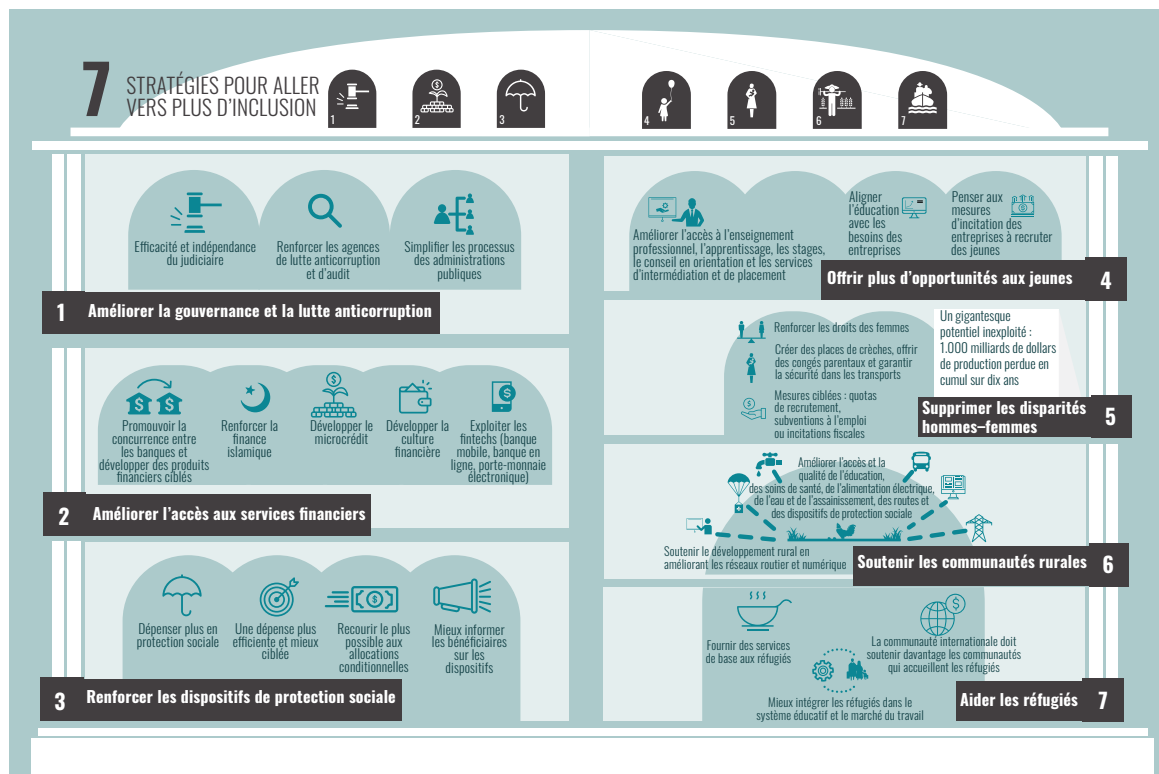 7
STRATÉGIES POUR ALLER
VERS PLUS D'INCLUSION
1
2
3
4
5
6
7
Efficacité et indépendance
du judiciaire
Renforcer les agences
de lutte anticorruption
et d'audit
Simplifier les processus
des administrations
publiques
1 Améliorer la gouvernance et la lutte anticorruption
Promouvoir la
concurrence entre
les banques et
développer des produits
financiers ciblés
Renforcer la
finance
islamique
Développer le
microcrédit
Développer la
culture
financière
Exploiter les
fintechs (banque
mobile, banque en
ligne, porte-monnaie
électronique)
2 Améliorer l'accès aux services financiers
Dépenser plus en
protection sociale
Une dépense plus
efficiente et mieux
ciblée
Recourir le plus
possible aux
allocations
conditionnelles
Mieux informer
les bénéficiaires
sur les
dispositifs
3 Renforcer les dispositifs de protection sociale
Améliorer l'accès à l'enseignement
professionnel, l'apprentissage, les stages,
le conseil en orientation et les services
d'intermédiation et de placement
Aligner
l'éducation
avec les
besoins des
entreprises
Penser aux
mesures
d'incitation des
entreprises à recruter
des jeunes
Offrir plus d'opportunités aux jeunes 4
Renforcer les droits des femmes
Créer des places de crèches, offrir
des congés parentaux et garantir
la sécurité dans les transports
Mesures ciblées : quotas
de recrutement,
subventions à l'emploi
ou incitations fiscales
Un gigantesque
potentiel inexploité :
1.000 milliards de dollars
de production perdue en
cumul sur dix ans
Supprimer les disparités
hommes–femmes 5
Améliorer l'accès et la
qualité de l'éducation,
des soins de santé, de l'alimentation électrique,
de l'eau et de l'assainissement, des routes et
des dispositifs de protection sociale
Soutenir le développement rural en
améliorant les réseaux routier et numérique
Soutenir les communautés rurales 6
Fournir des services
de base aux réfugiés
La communauté internationale doit
soutenir davantage les communautés
qui accueillent les réfugiés
Mieux intégrer les réfugiés dans le
système éducatif et le marché du travail
Aider les réfugiés 7